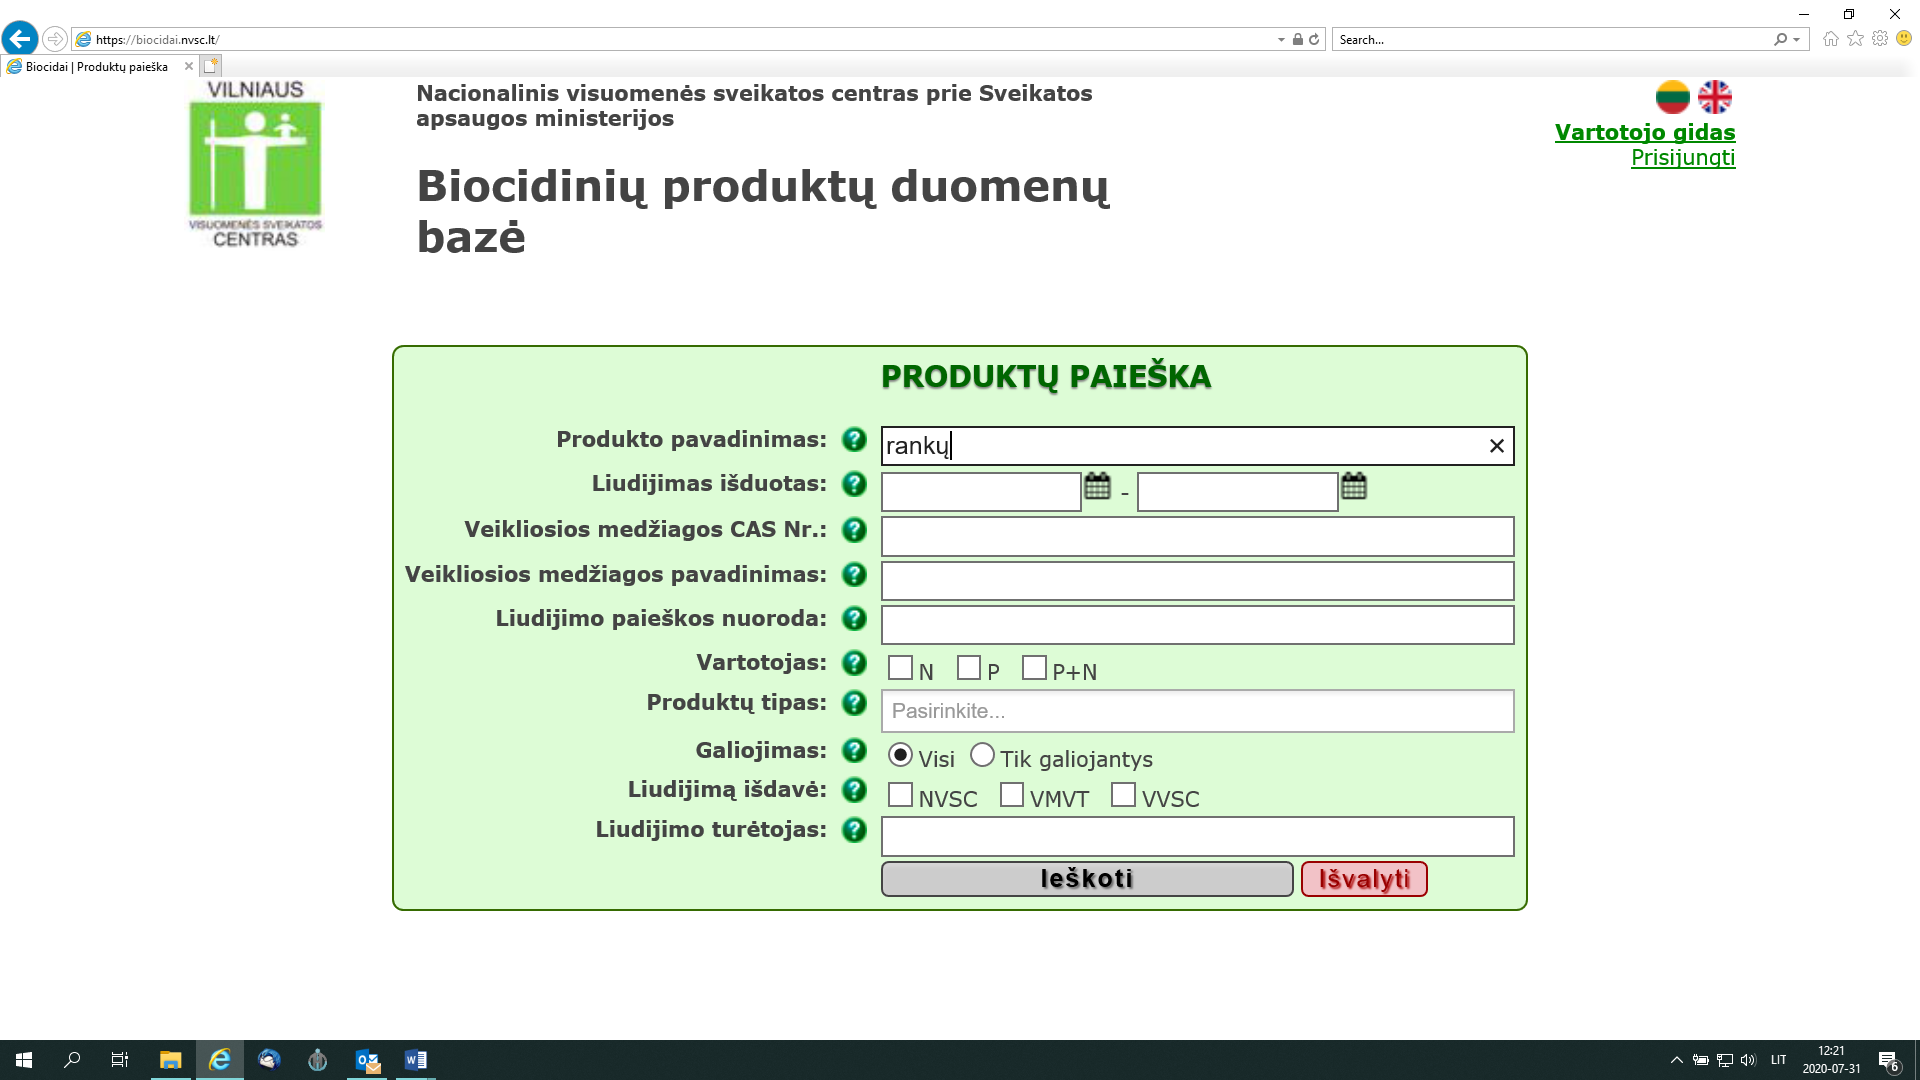 https://biocidai.nvsc.lt/
Search...
Biocidai | Produktų paieška
VILNIAUS
VISUOMENĖS SVEIKATOS
CENTRAS
Nacionalinis visuomenės sveikatos centras prie Sveikatos
apsaugos ministerijos
Biocidinių produktų duomenų
bazė
Vartotojo gidas
Prisijungti
PRODUKTŲ PAIEŠKA
Produkto pavadinimas: rankų
Liudijimas išduotas: -
Veikliosios medžiagos CAS Nr.:
Veikliosios medžiagos pavadinimas:
Liudijimo paieškos nuoroda:
Vartotojas: N P P+N
Produktų tipas: Pasirinkite...
Galiojimas: Visi Tik galiojantys
Liudijimą išdavė: NVSC VMVT VVSC
Liudijimo turėtojas:
Ieškoti Išvalyti
LIT
12:21
2020-07-31
6